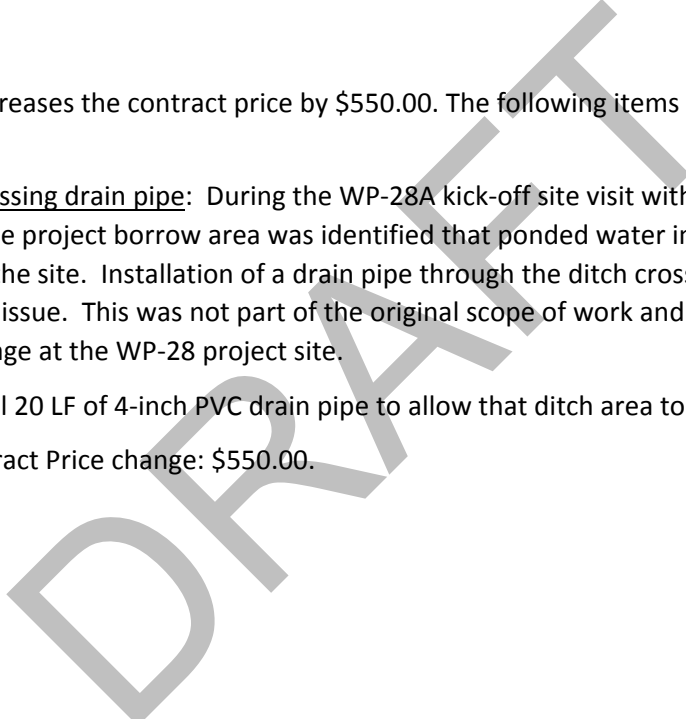 reases the contract price by $550.00. The following items
ssing drain pipe: During the WP-28A kick-off site visit with
e project borrow area was identified that ponded water in
he site. Installation of a drain pipe through the ditch cross
issue. This was not part of the original scope of work and
nge at the WP-28 project site.
l 20 LF of 4-inch PVC drain pipe to allow that ditch area to
ract Price change: $550.00.
DRAFT